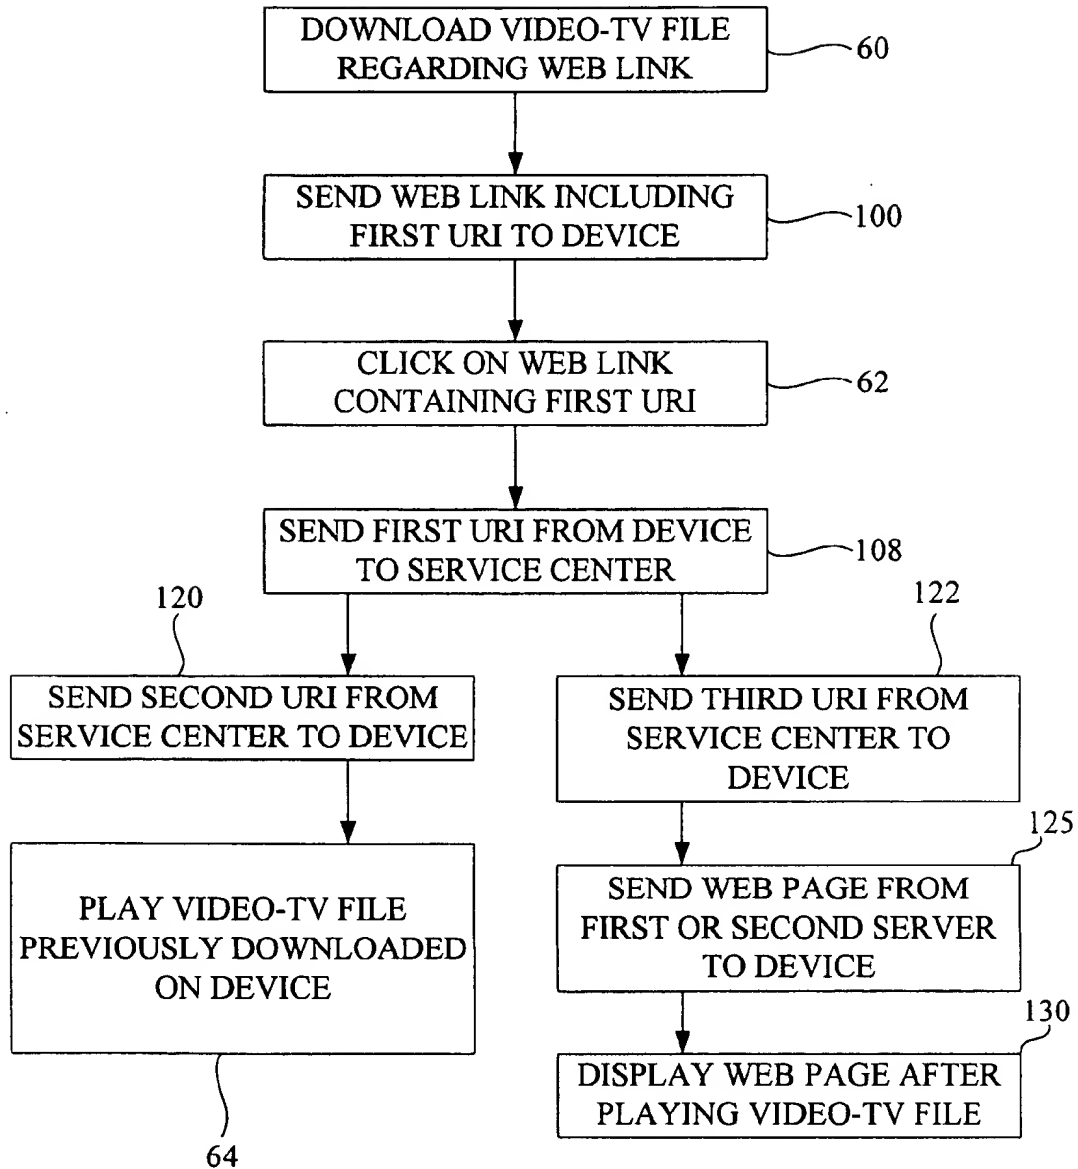 DOWNLOAD VIDEO-TV FILE
REGARDING WEB LINK
60
SEND WEB LINK INCLUDING
FIRST URI TO DEVICE
100
CLICK ON WEB LINK
CONTAINING FIRST URI
62
SEND FIRST URI FROM DEVICE
TO SERVICE CENTER
108
120
SEND SECOND URI FROM
SERVICE CENTER TO DEVICE
PLAY VIDEO-TV FILE
PREVIOUSLY DOWNLOADED
ON DEVICE
64
122
SEND THIRD URI FROM
SERVICE CENTER TO
DEVICE
125
SEND WEB PAGE FROM
FIRST OR SECOND SERVER
TO DEVICE
130
DISPLAY WEB PAGE AFTER
PLAYING VIDEO-TV FILE